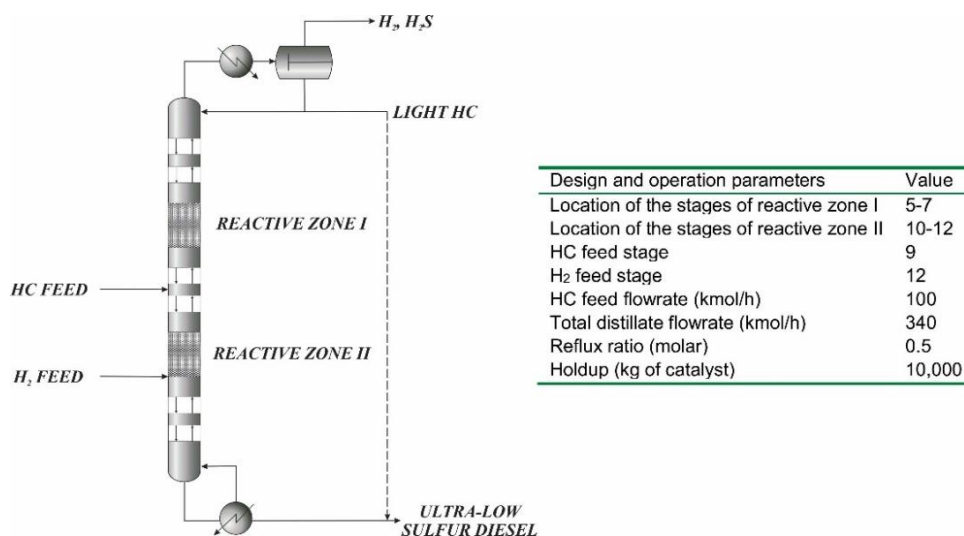 H₂, H₂S
LIGHT HC
REACTIVE ZONE I
HC FEED
REACTIVE ZONE II
H₂ FEED
ULTRA-LOW
SULFUR DIESEL
Design and operation parameters Value
Location of the stages of reactive zone I 5-7
Location of the stages of reactive zone II 10-12
HC feed stage 9
H₂ feed stage 12
HC feed flowrate (kmol/h) 100
Total distillate flowrate (kmol/h) 340
Reflux ratio (molar) 0.5
Holdup (kg of catalyst) 10,000